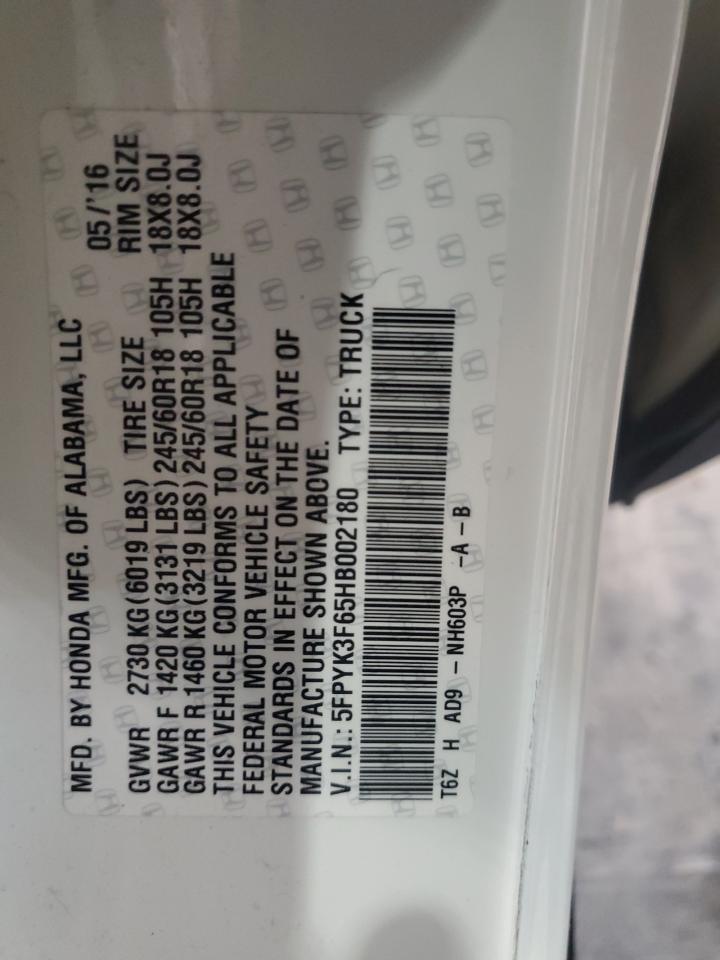 MFD. BY HONDA MFG. OF ALABAMA, LLC 05/'16
GVWR 2730 KG(6019 LBS) TIRE SIZE RIM SIZE
GAWR F 1420 KG(3131 LBS) 245/60R18 105H 18X8.0J
GAWR R 1460 KG(3219 LBS) 245/60R18 105H 18X8.0J
THIS VEHICLE CONFORMS TO ALL APPLICABLE
FEDERAL MOTOR VEHICLE SAFETY
STANDARDS IN EFFECT ON THE DATE OF
MANUFACTURE SHOWN ABOVE.
V.I.N.: 5FPYK3F65HB002180 TYPE: TRUCK
T6Z H AD9 -NH603P -A-B